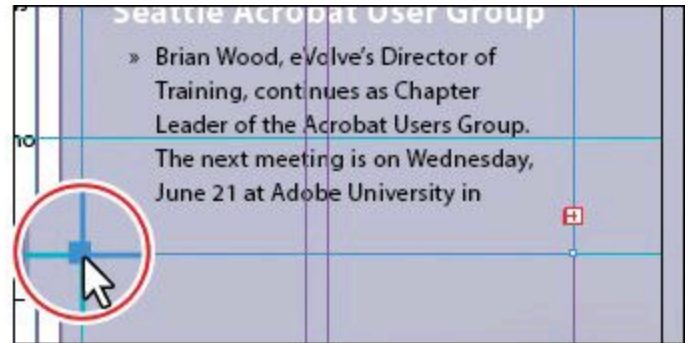 Seattle Acrobat User Group
» Brian Wood, eVolve's Director of
Training, continues as Chapter
Leader of the Acrobat Users Group.
The next meeting is on Wednesday,
June 21 at Adobe University in